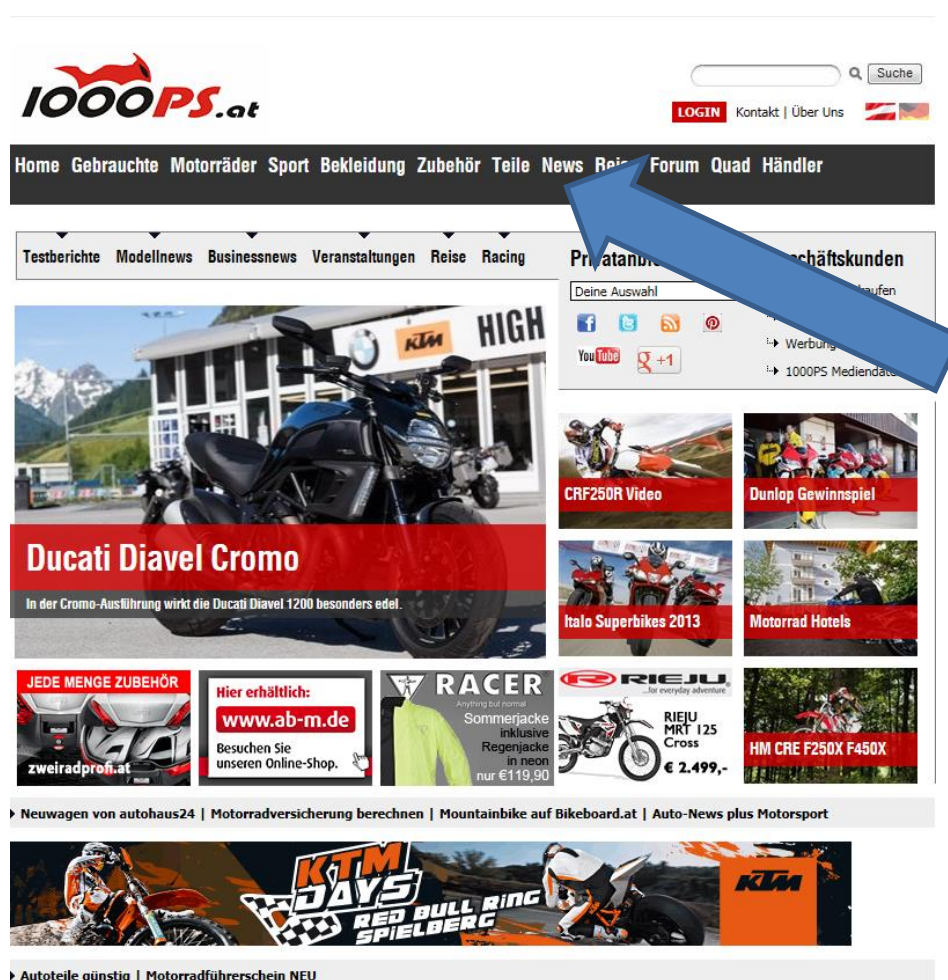 1000PS.at
Suche
LOGIN Kontakt | Über Uns
Home Gebrauchte Motorräder Sport Bekleidung Zubehör Teile News Forum Quad Händler
Testberichte Modellnews Businessnews Veranstaltungen Reise Racing
Deine Auswahl
You Tube
g +1
Werbung
1000PS
HIGH
KTM
Ducati Diavel Cromo
In der Cromo-Ausführung wirkt die Ducati Diavel 1200 besonders edel.
CRF250R Video
Dunlop Gewinnspiel
Italo Superbikes 2013
Motorrad Hotels
JEDE MENGE ZUBEHÖR
zweiradprofi.at
Hier erhältlich:
www.ab-m.de
Besuchen Sie
unseren Online-Shop.
RACER
Anything but normal
Sommerjacke
inklusive
Regenjacke
in neon
nur €119,90
RIEJU
...for everyday adventure
RIEJU
MRT 125
Cross
€ 2.499,-
HM CRE F250X F450X
Neuwagen von autohaus24 | Motorradversicherung berechnen | Mountainbike auf Bikeboard.at | Auto-News plus Motorsport
KTM
DAYS
RED BULL RING
SPIELBERG
KTM
Autoteile günstig | Motorradführerschein NEU